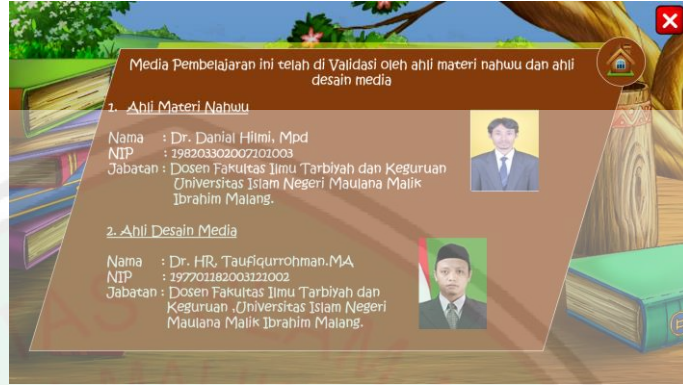 Media Pembelajaran ini telah di Validasi oleh ahli materi nahwu dan ahli
desain media
1. Ahli Materi Nahwu
Nama : Dr. Danial Hilmi, Mpd
NIP : 198203302007101003
Jabatan : Dosen Fakultas Ilmu Tarbiyah dan Keguruan
Universitas Islam Negeri Maulana Malik
Ibrahim Malang.
2. Ahli Desain Media
Nama : Dr. HR, Taufiqurrohman.MA
NIP : 197701182003121002
Jabatan : Dosen Fakultas Ilmu Tarbiyah dan
Keguruan ,Universitas Islam Negeri
Maulana Malik Ibrahim Malang.